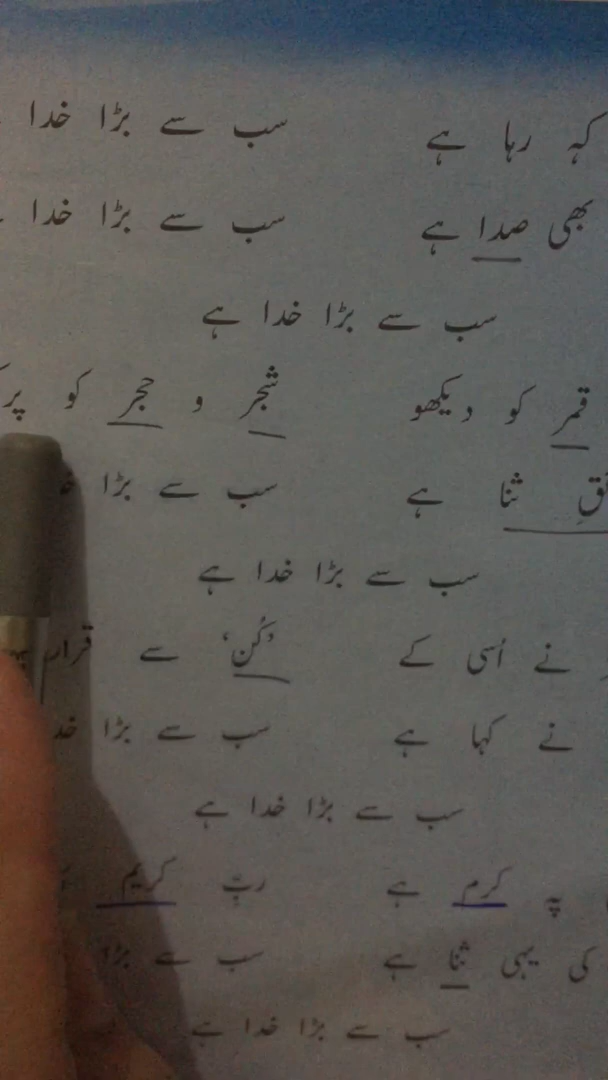 کہ رہا ہے سب سے بڑا خدا
بھی صدا ہے سب سے بڑا خدا
سب سے بڑا خدا ہے
قمر کو دیکھو شجر و حجر کو
ثنا ہے سب سے بڑا
سب سے بڑا خدا ہے
نے اُسی کے ’کُن‘ سے قرار
نے کہا ہے سب سے بڑا
سب سے بڑا خدا ہے
پہ کرم ہے ربِّ کریم
کی یہی ثنا ہے سب سے بڑا
سب سے بڑا خدا ہے